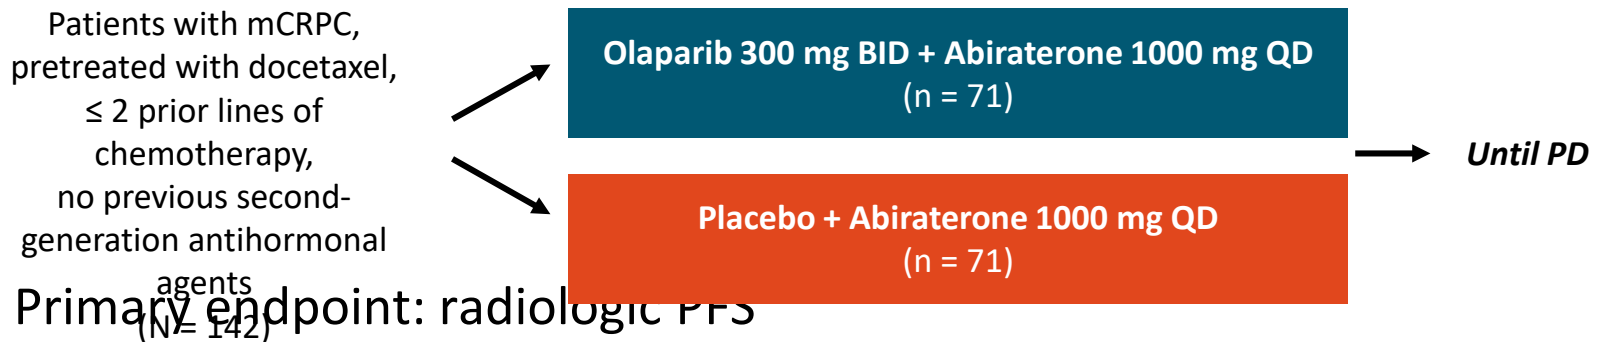 Patients with mCRPC,
pretreated with docetaxel,
≤ 2 prior lines of
chemotherapy,
no previous second-
generation antihormonal
agents
(N = 142)
Olaparib 300 mg BID + Abiraterone 1000 mg QD
(n = 71)
Placebo + Abiraterone 1000 mg QD
(n = 71)
Until PD
Primary endpoint: radiologic PFS